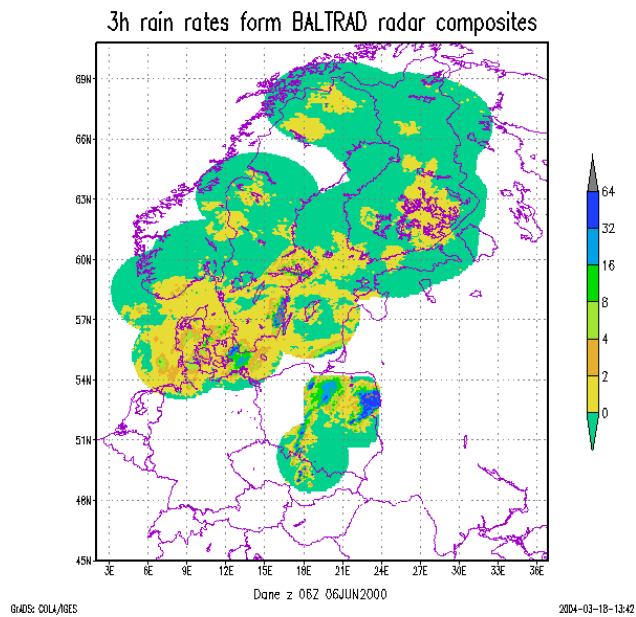 3h rain rates form BALTRAD radar composites
69N
66N
63N
60N
57N
54N
51N
48N
45N
3E 6E 9E 12E 15E 18E 21E 24E 27E 30E 33E 36E
64
32
16
8
4
2
0
Dane z 06Z 06JUN2000
GrADS: COLA/IGES
2004-03-18-13:42